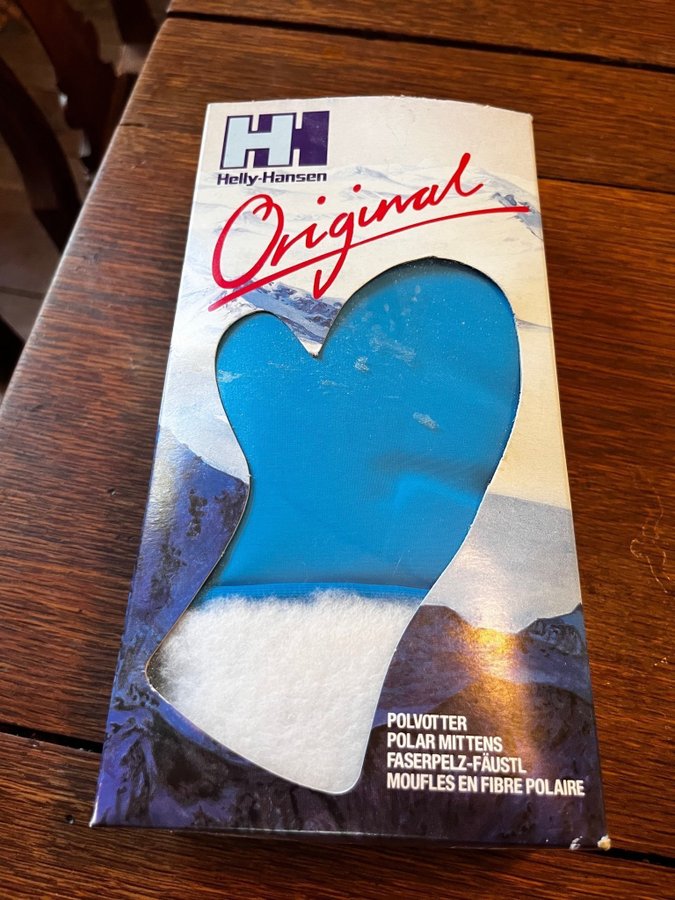 HH
Helly-Hansen
Original
POLVOTTER
POLAR MITTENS
FASERPELZ-FÄUSTL
MOUFLES EN FIBRE POLAIRE